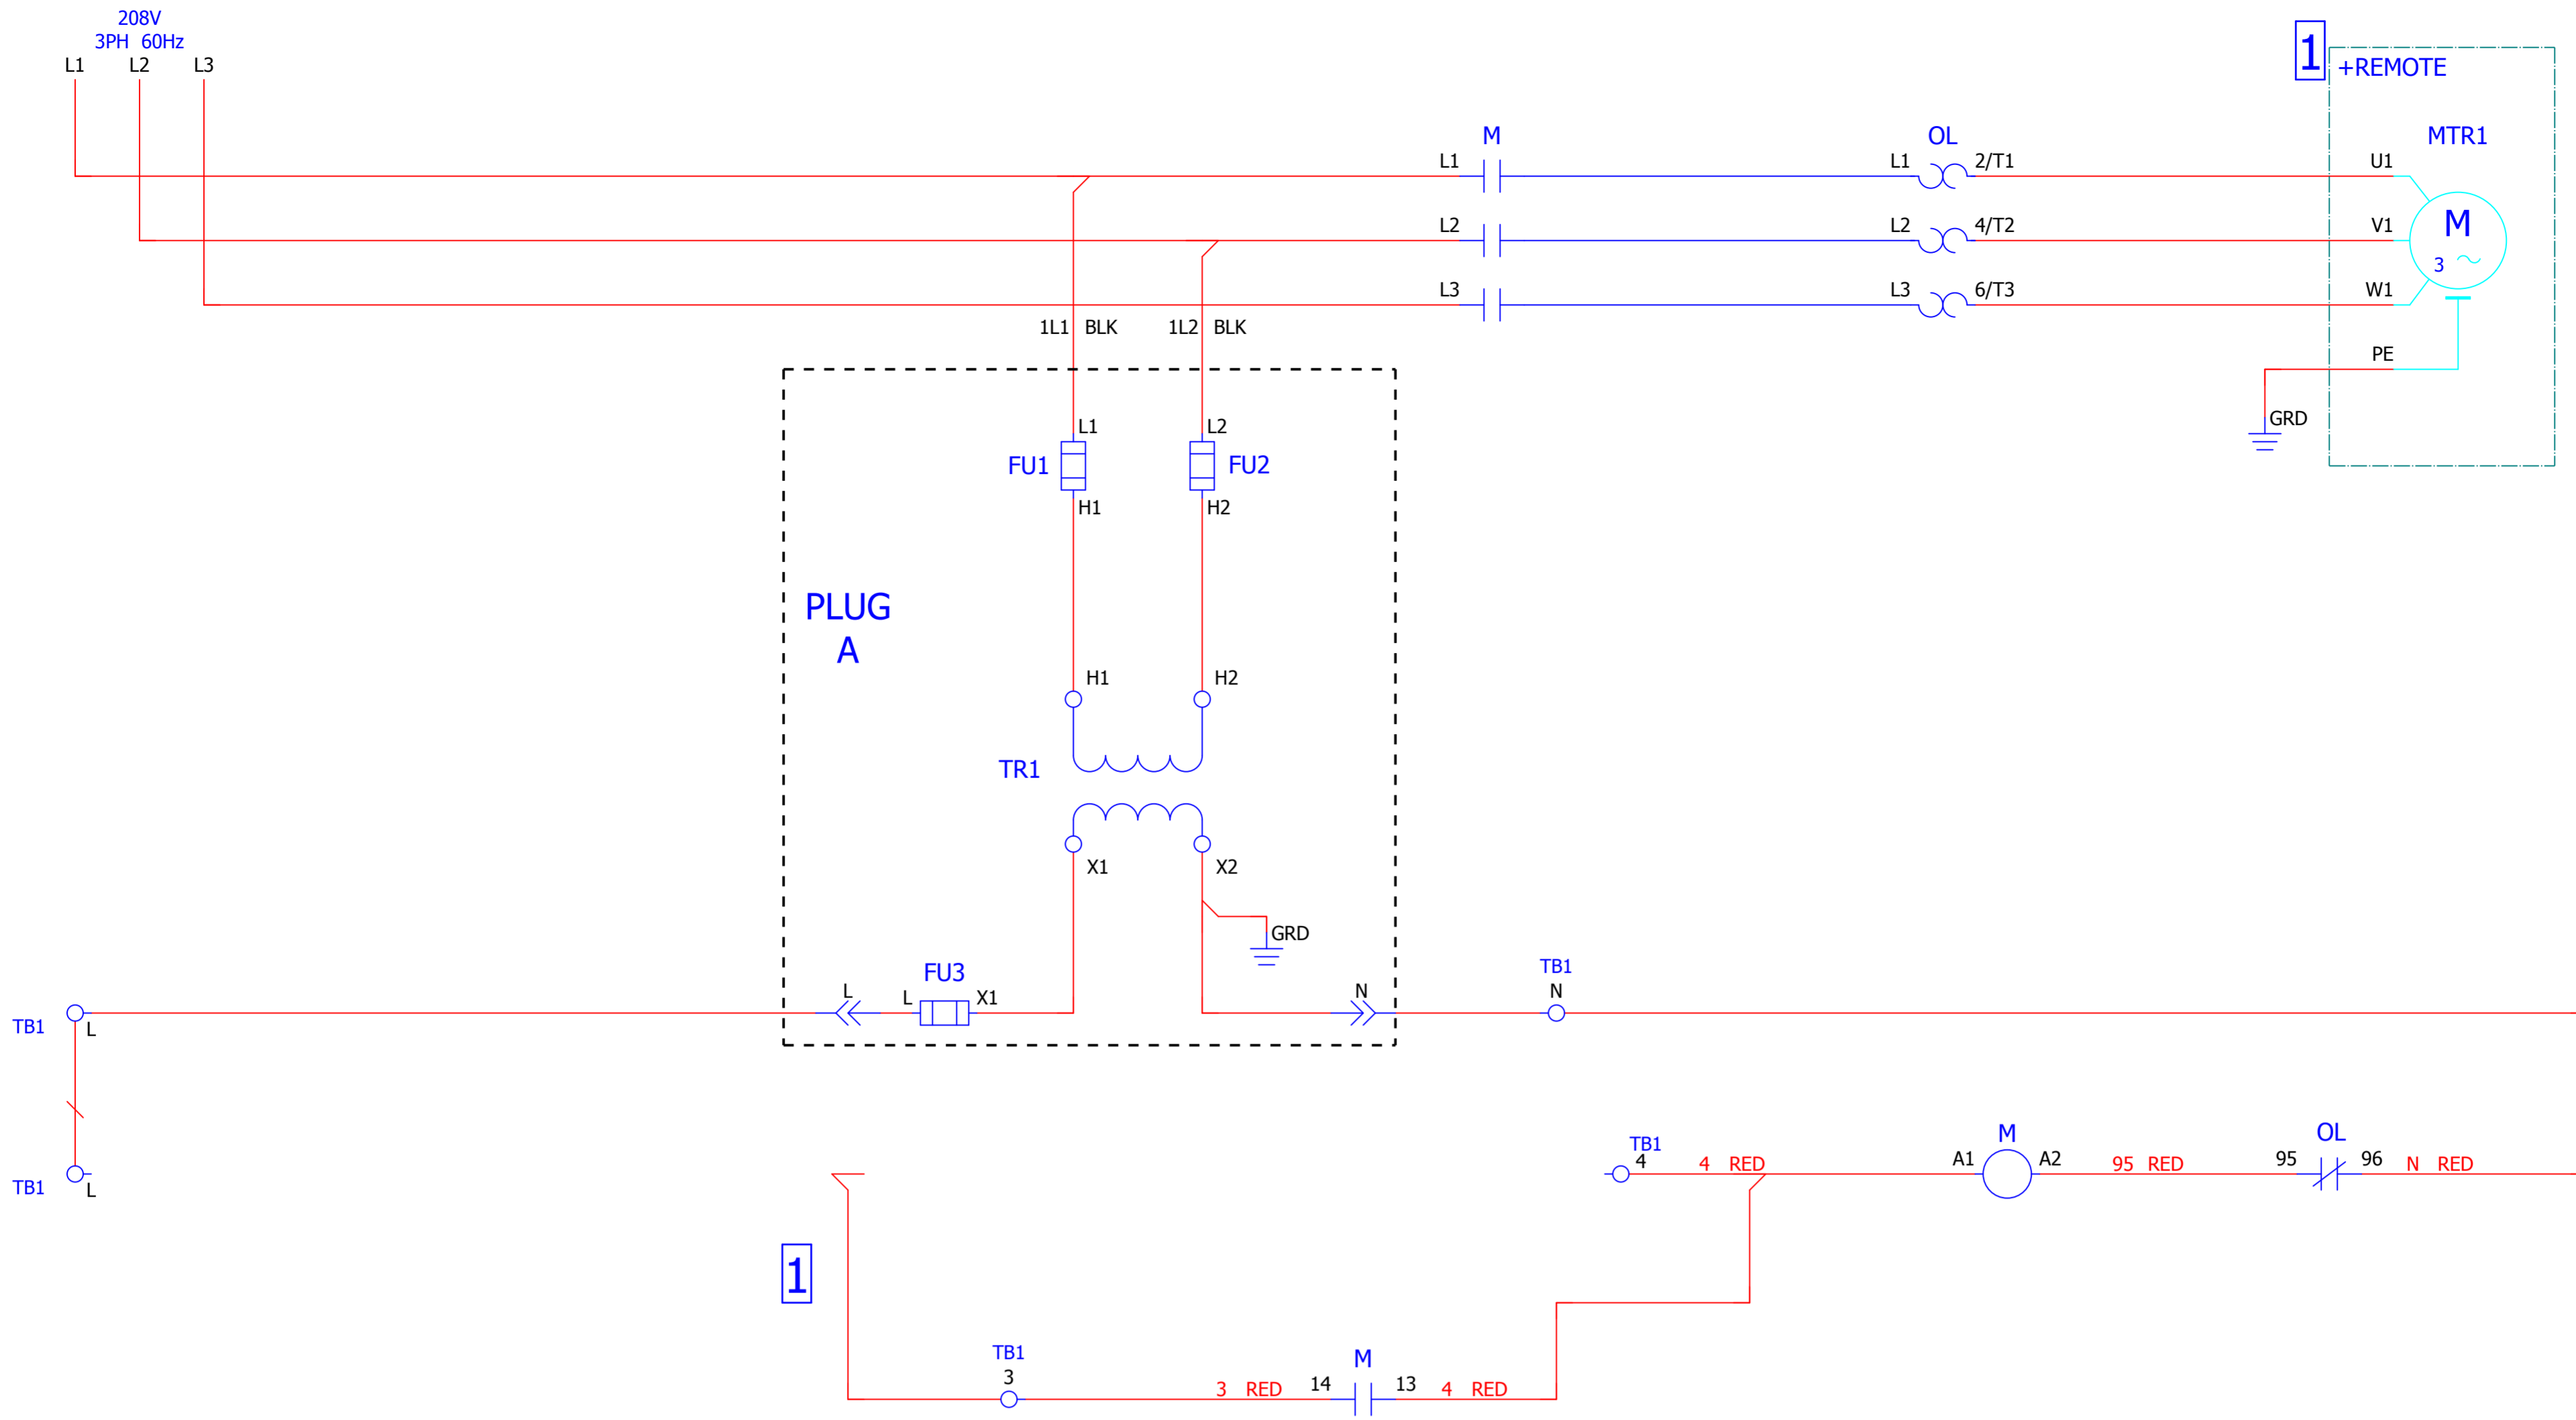 208V
3PH 60Hz
L1 L2 L3
1
+REMOTE
M OL MTR1
L1 L1 2/T1 U1
L2 L2 4/T2 V1
M
3
L3 L3 6/T3 W1
1L1 BLK 1L2 BLK
PE
GRD
L1 L2
FU1 FU2
H1 H2
PLUG
A
H1 H2
TR1
X1 X2
GRD
FU3 TB1
L L X1 N N
TB1 L
TB1 M OL
4 4 RED A1 A2 95 RED 95 96 N RED
TB1 L
1
TB1 M
3 3 RED 14 13 4 RED